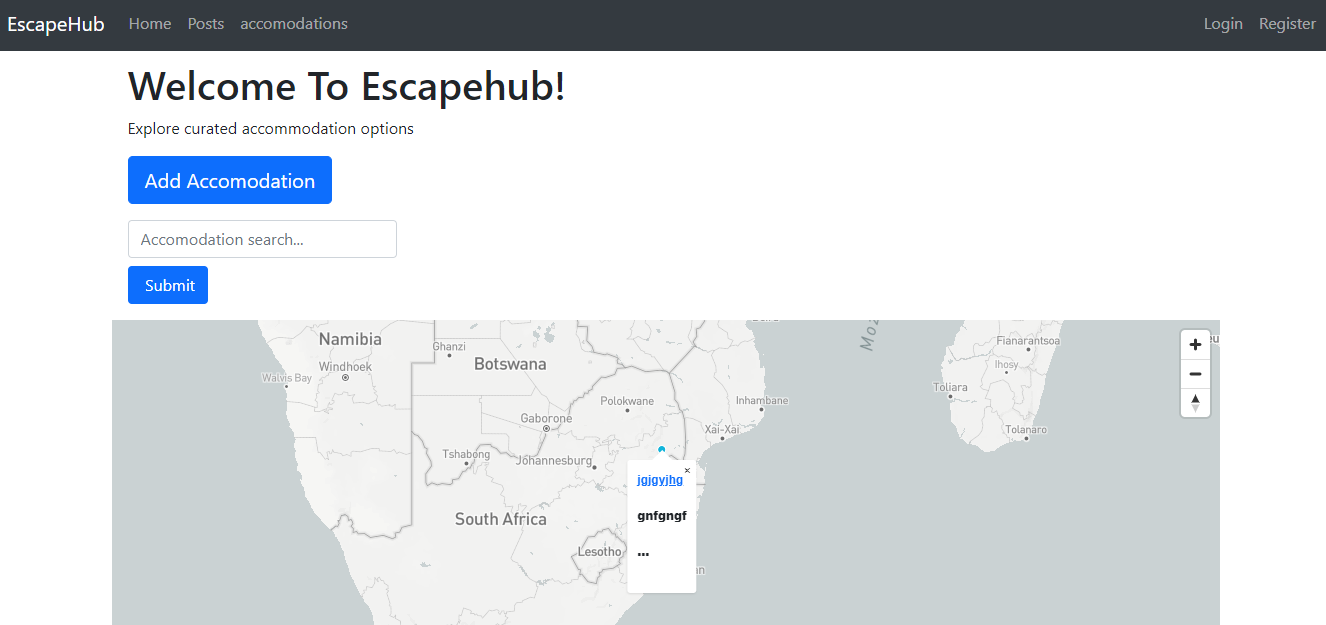 EscapeHub Home Posts accomodations Login Register
Welcome To Escapehub!
Explore curated accommodation options
Add Accomodation
Accomodation search...
Submit
Namibia
Ghanzi
Botswana
Windhoek
Walvis Bay
Polokwane
Inhambane
Gaborone
Xai-Xai
Tshabong
Johannesburg
South Africa
Lesotho
Moz
Fianarantsoa
Ihosy
Toliara
Tolanaro
+
−
×
jgjgyjhg
gnfgngf
...